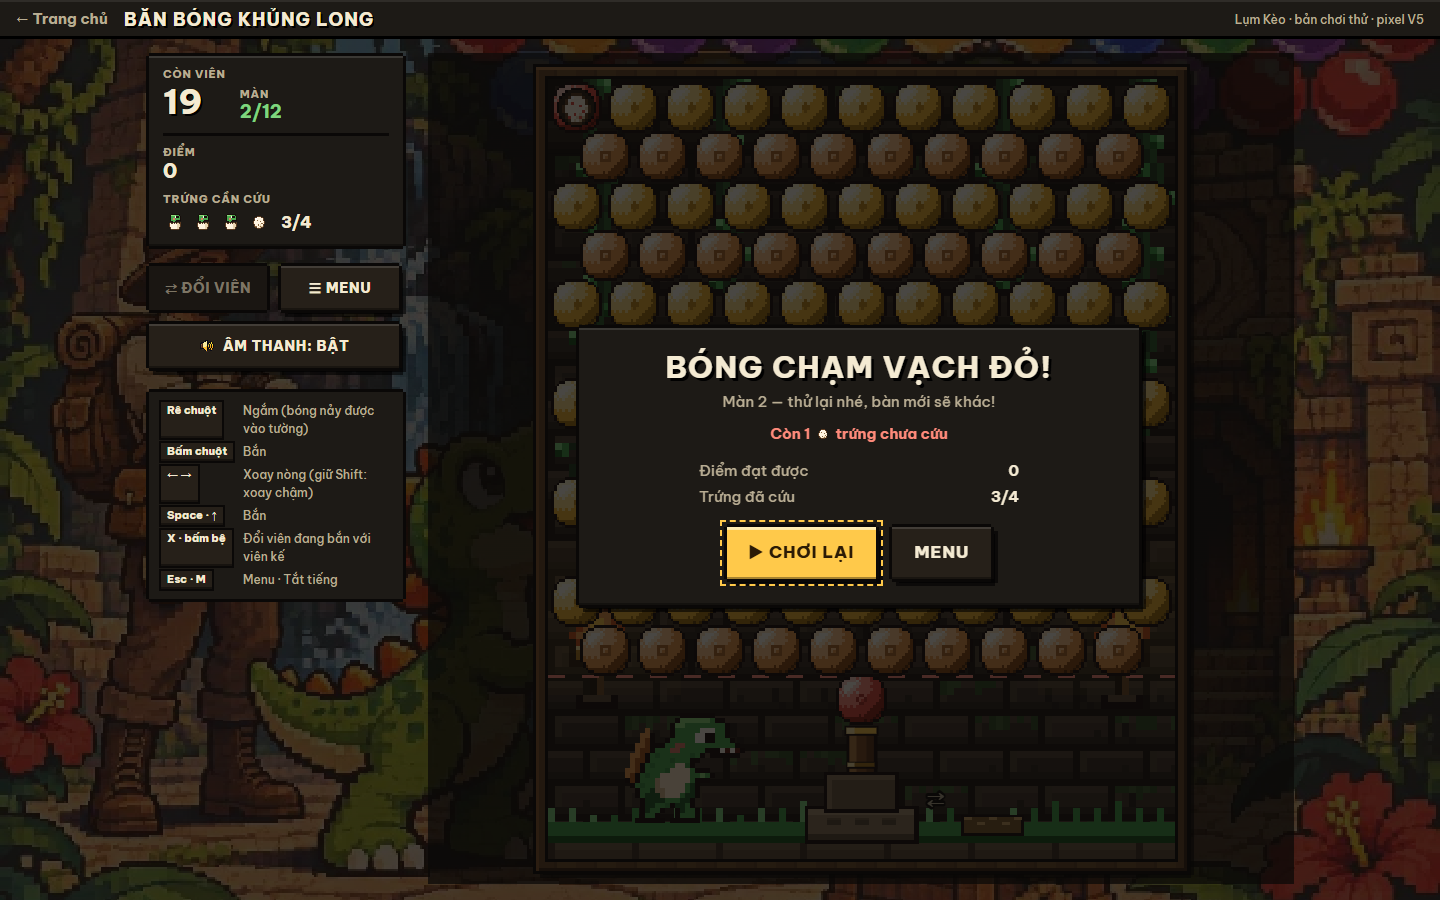 ← Trang chủ BẮN BÓNG KHỦNG LONG
Lụm Kèo · bản chơi thử · pixel V5
CÒN VIÊN
19
MÀN
2/12
ĐIỂM
0
TRỨNG CẦN CỨU
3/4
⇄ ĐỔI VIÊN
☰ MENU
ÂM THANH: BẬT
Rê chuột Ngắm (bóng nảy được
vào tường)
Bấm chuột Bắn
←→ Xoay nòng (giữ Shift:
xoay chậm)
Space · ↑ Bắn
X · bấm bệ Đổi viên đang bắn với
viên kế
Esc · M Menu · Tắt tiếng
BÓNG CHẠM VẠCH ĐỎ!
Màn 2 — thử lại nhé, bàn mới sẽ khác!
Còn 1 trứng chưa cứu
Điểm đạt được 0
Trứng đã cứu 3/4
▶ CHƠI LẠI
MENU